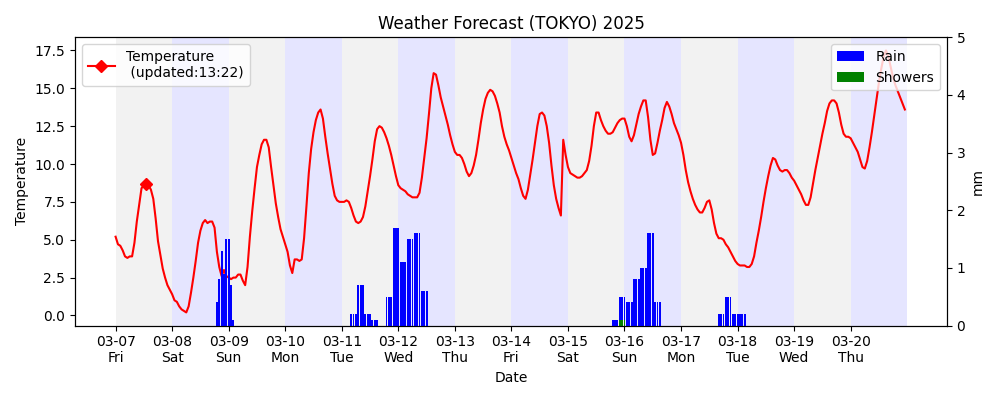 Weather Forecast (TOKYO) 2025
Temperature
(updated:13:22)
Rain
Showers
17.5
15.0
12.5
10.0
7.5
5.0
2.5
0.0
Temperature
5
4
3
2
1
0
mm
03-07 03-08 03-09 03-10 03-11 03-12 03-13 03-14 03-15 03-16 03-17 03-18 03-19 03-20
Fri Sat Sun Mon Tue Wed Thu Fri Sat Sun Mon Tue Wed Thu
Date